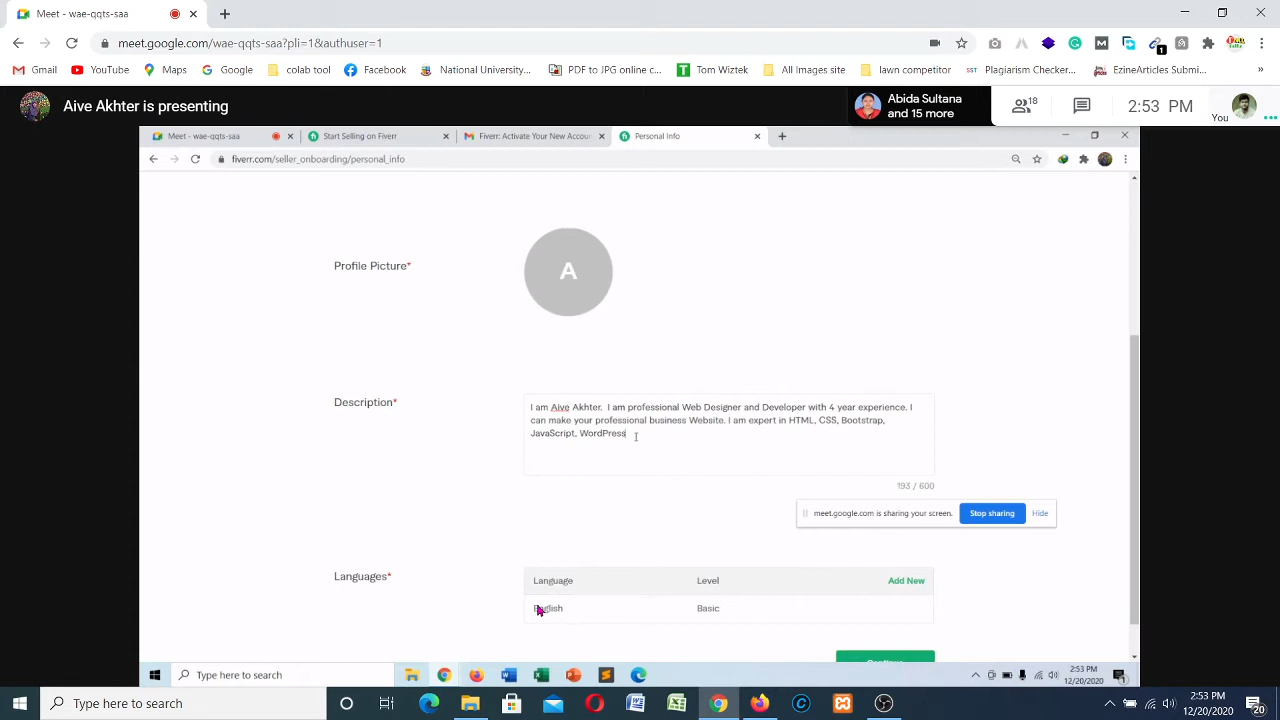 Meet - wae-qqts-saa
meet.google.com/wae-qqts-saa?pli=1&authuser=1
1
Gmail
YouTube
Maps
Google
colab tool
Facebook
National University...
PDF to JPG online c...
Tom Wiztek
All Images site
lawn competitor
SST
Plagiarism Checker...
EzineArticles Submi...
»
Aive Akhter is presenting
Abida Sultana
and 15 more
18
2:53 PM
You
Meet - wae-qqts-saa
Start Selling on Fiverr
Fiverr: Activate Your New Accou
Personal Info
fiverr.com/seller_onboarding/personal_info
Profile Picture*
A
Description*
I am Aive Akhter.  I am professional Web Designer and Developer with 4 year experience. I
can make your professional business Website. I am expert in HTML, CSS, Bootstrap,
JavaScript, WordPress
193 / 600
meet.google.com is sharing your screen.
Stop sharing
Hide
Languages*
Language
Level
Add New
English
Basic
Continue
Type here to search
2:53 PM
12/20/2020
Type here to search
2:53 PM
12/20/2020
20